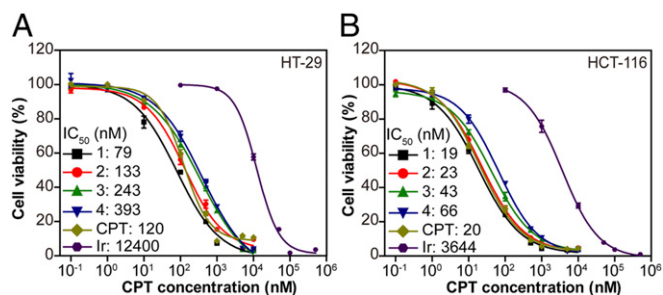 A
HT-29
120
100
80
60
40
20
0
Cell viability (%)
IC50 (nM)
1: 79
2: 133
3: 243
4: 393
CPT: 120
Ir: 12400
10-1 100 101 102 103 104 105
CPT concentration (nM)
B
HCT-116
120
100
80
60
40
20
0
Cell viability (%)
IC50 (nM)
1: 19
2: 23
3: 43
4: 66
CPT: 20
Ir: 3644
10-1 100 101 102 103 104 105
CPT concentration (nM)